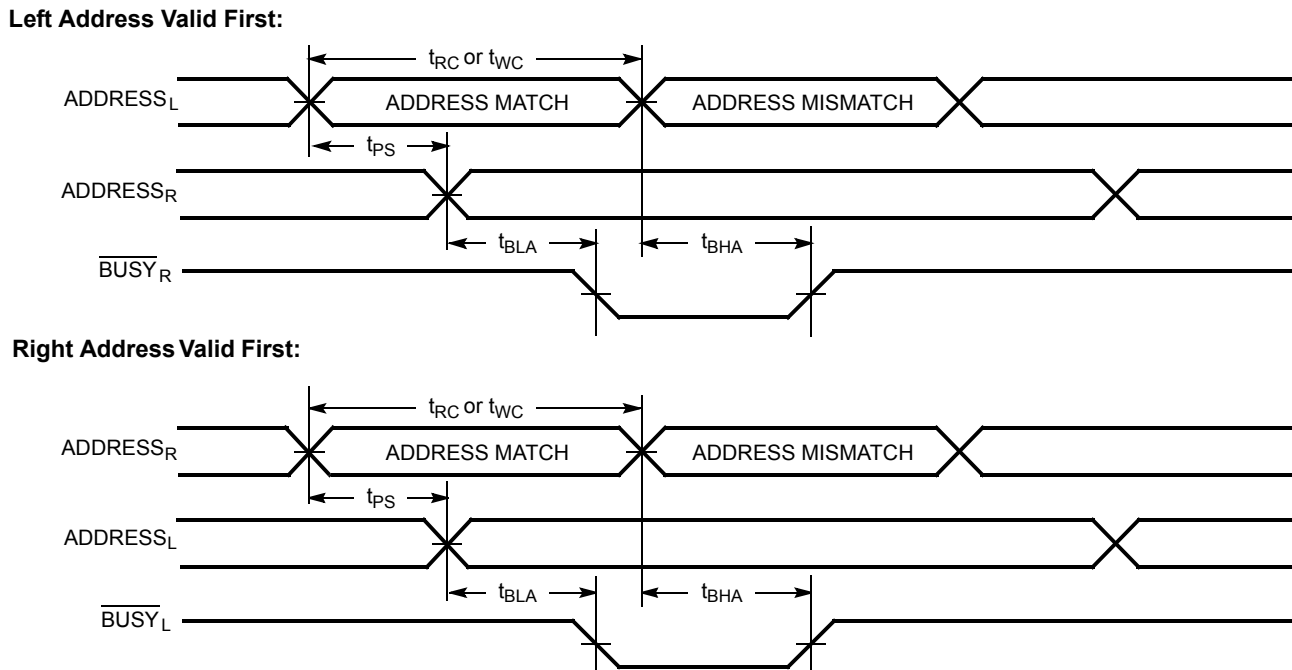 Left Address Valid First:
tRC or tWC
ADDRESSL
ADDRESS MATCH
ADDRESS MISMATCH
tPS
ADDRESSR
tBLA
tBHA
BUSYR
Right Address Valid First:
tRC or tWC
ADDRESSR
ADDRESS MATCH
ADDRESS MISMATCH
tPS
ADDRESSL
tBLA
tBHA
BUSYL